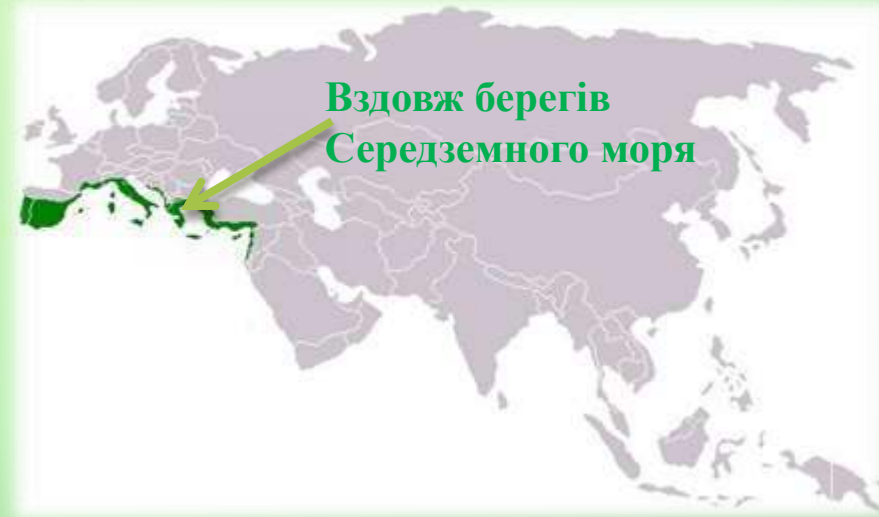 Вздовж берегів
Середземного моря